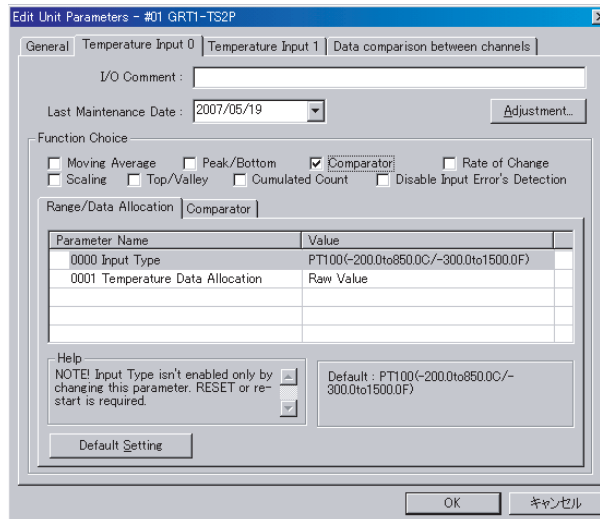 Edit Unit Parameters - #01 GRT1-TS2P
General Temperature Input 0 Temperature Input 1 Data comparison between channels
I/O Comment :
Last Maintenance Date : 2007/05/19 Adjustment...
Function Choice
Moving Average Peak/Bottom Comparator Rate of Change
Scaling Top/Valley Cumulated Count Disable Input Error's Detection
Range/Data Allocation Comparator
Parameter Name Value
0000 Input Type PT100(-200.0to850.0C/-300.0to1500.0F)
0001 Temperature Data Allocation Raw Value
Help
NOTE! Input Type isn't enabled only by
changing this parameter. RESET or re-
start is required.
Default : PT100(-200.0to850.0C/-
300.0to1500.0F)
Default Setting
OK キャンセル